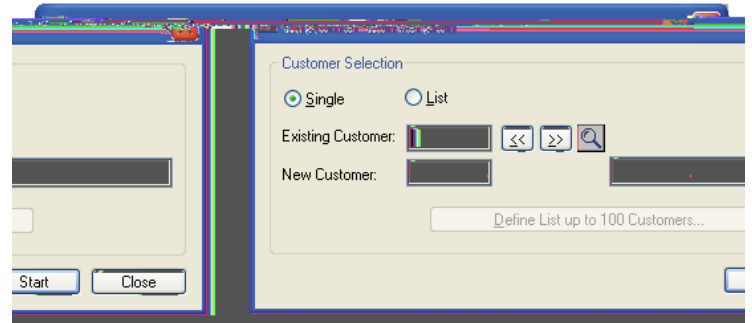 Customer Selection
Single List
Existing Customer: << >>
New Customer:
Define List up to 100 Customers...
Start Close